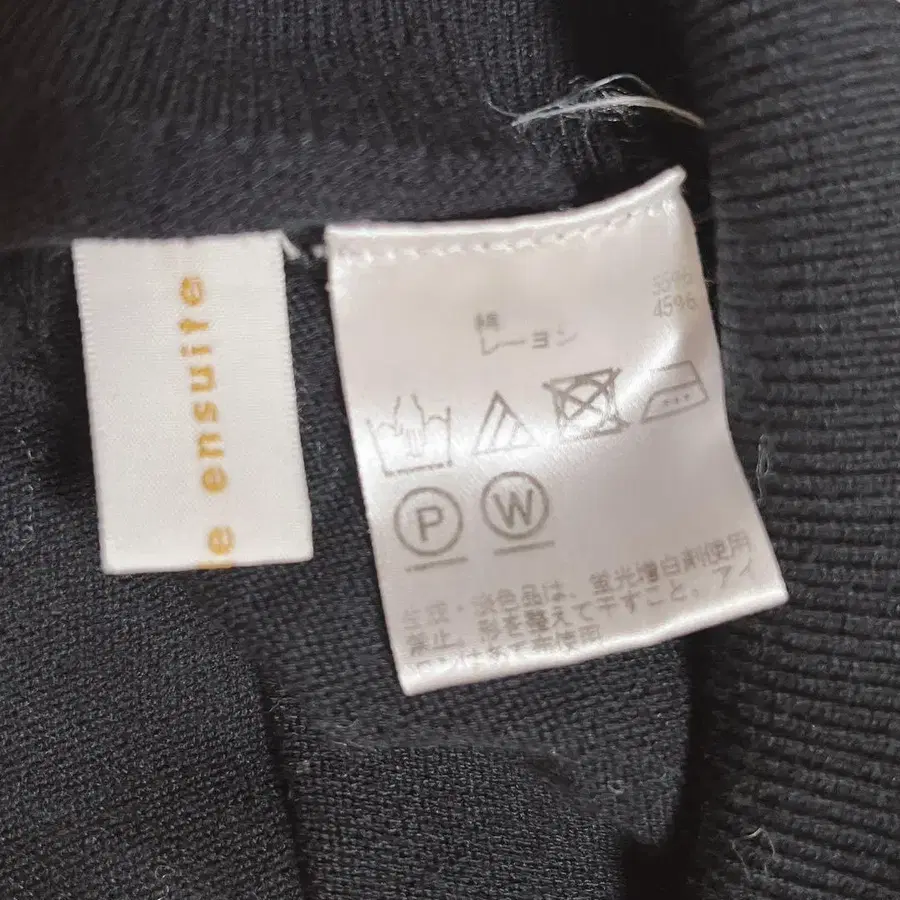 e ensuite
綿 55%
レーヨン 45%
P W
生成・淡色品は、蛍光増白剤使用
禁止。形を整えて干すこと。アイ
ロンはあて布使用